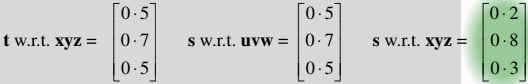 0·5 0·5 0·2
t w.r.t. xyz = 0·7 s w.r.t. uvw = 0·7 s w.r.t. xyz = 0·8
0·5 0·5 0·3